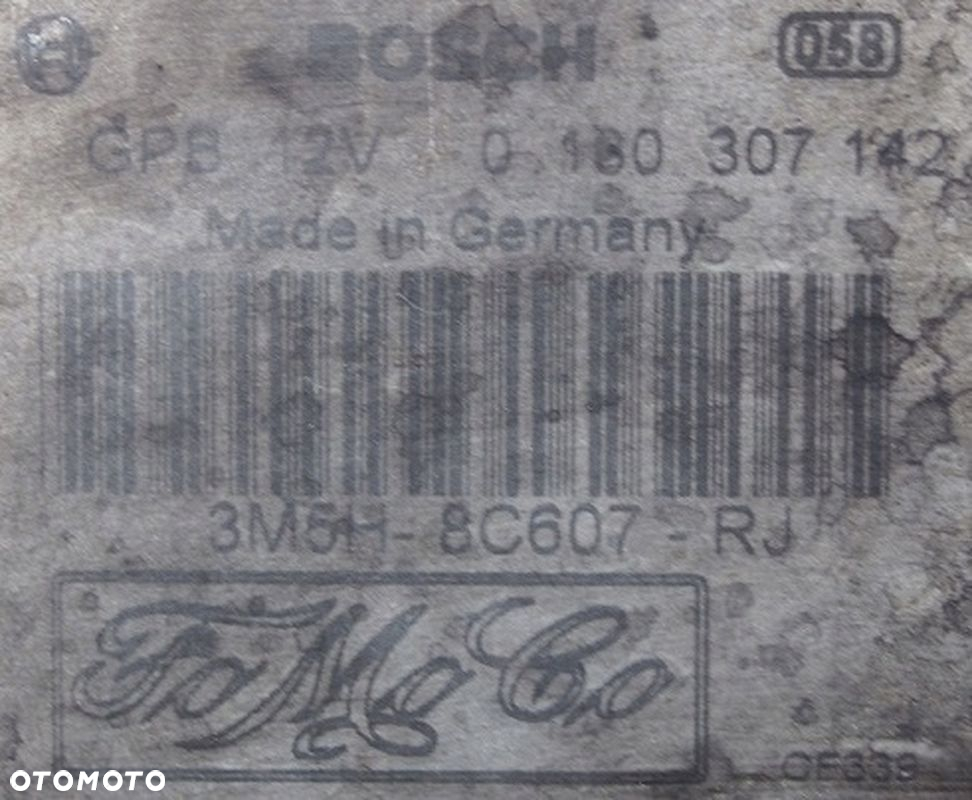 BOSCH 058
GPB 12V 0 130 307 142
Made in Germany
3M5H-8C607-RJ
FoMoCo
OTOMOTO